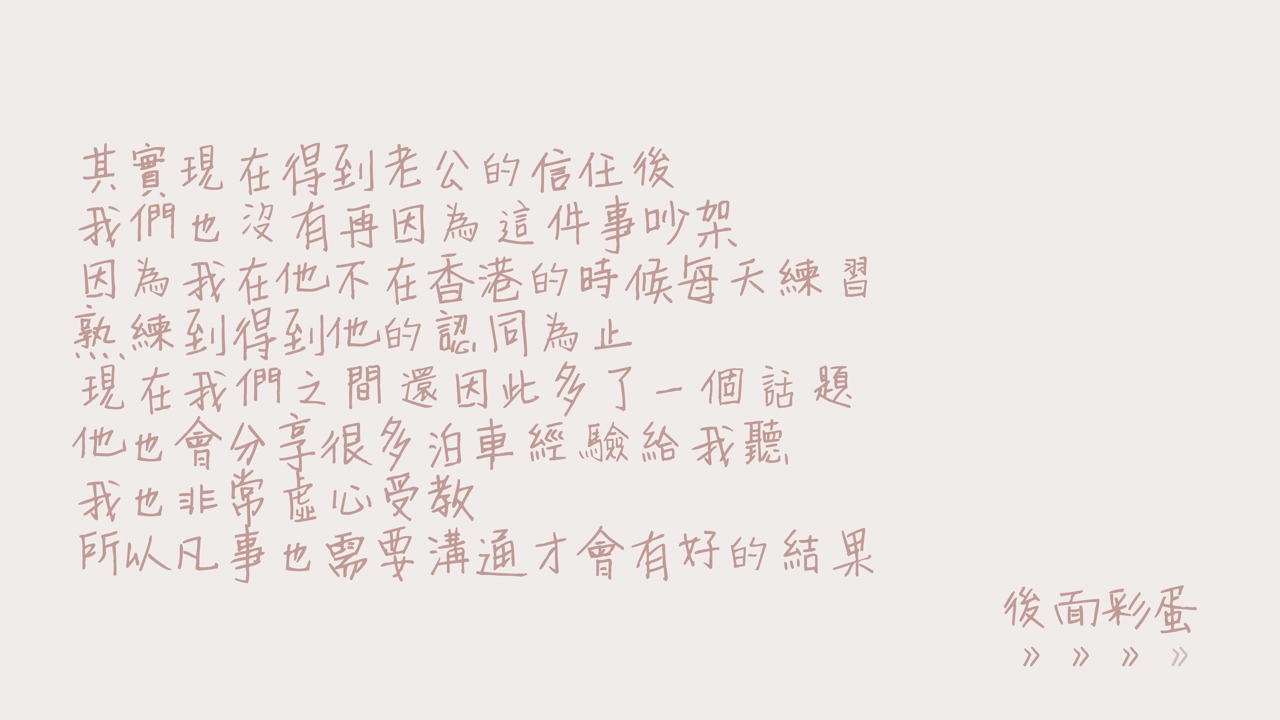 其實現在得到老公的信任後
我們也沒有再因為這件事吵架
因為我在他不在香港的時候每天練習
熟練到得到他的認同為止
現在我們之間還因此多了一個話題
他也會分享很多泊車經驗給我聽
我也非常虛心受教
所以凡事也需要溝通才會有好的結果
後面彩蛋
» » » »